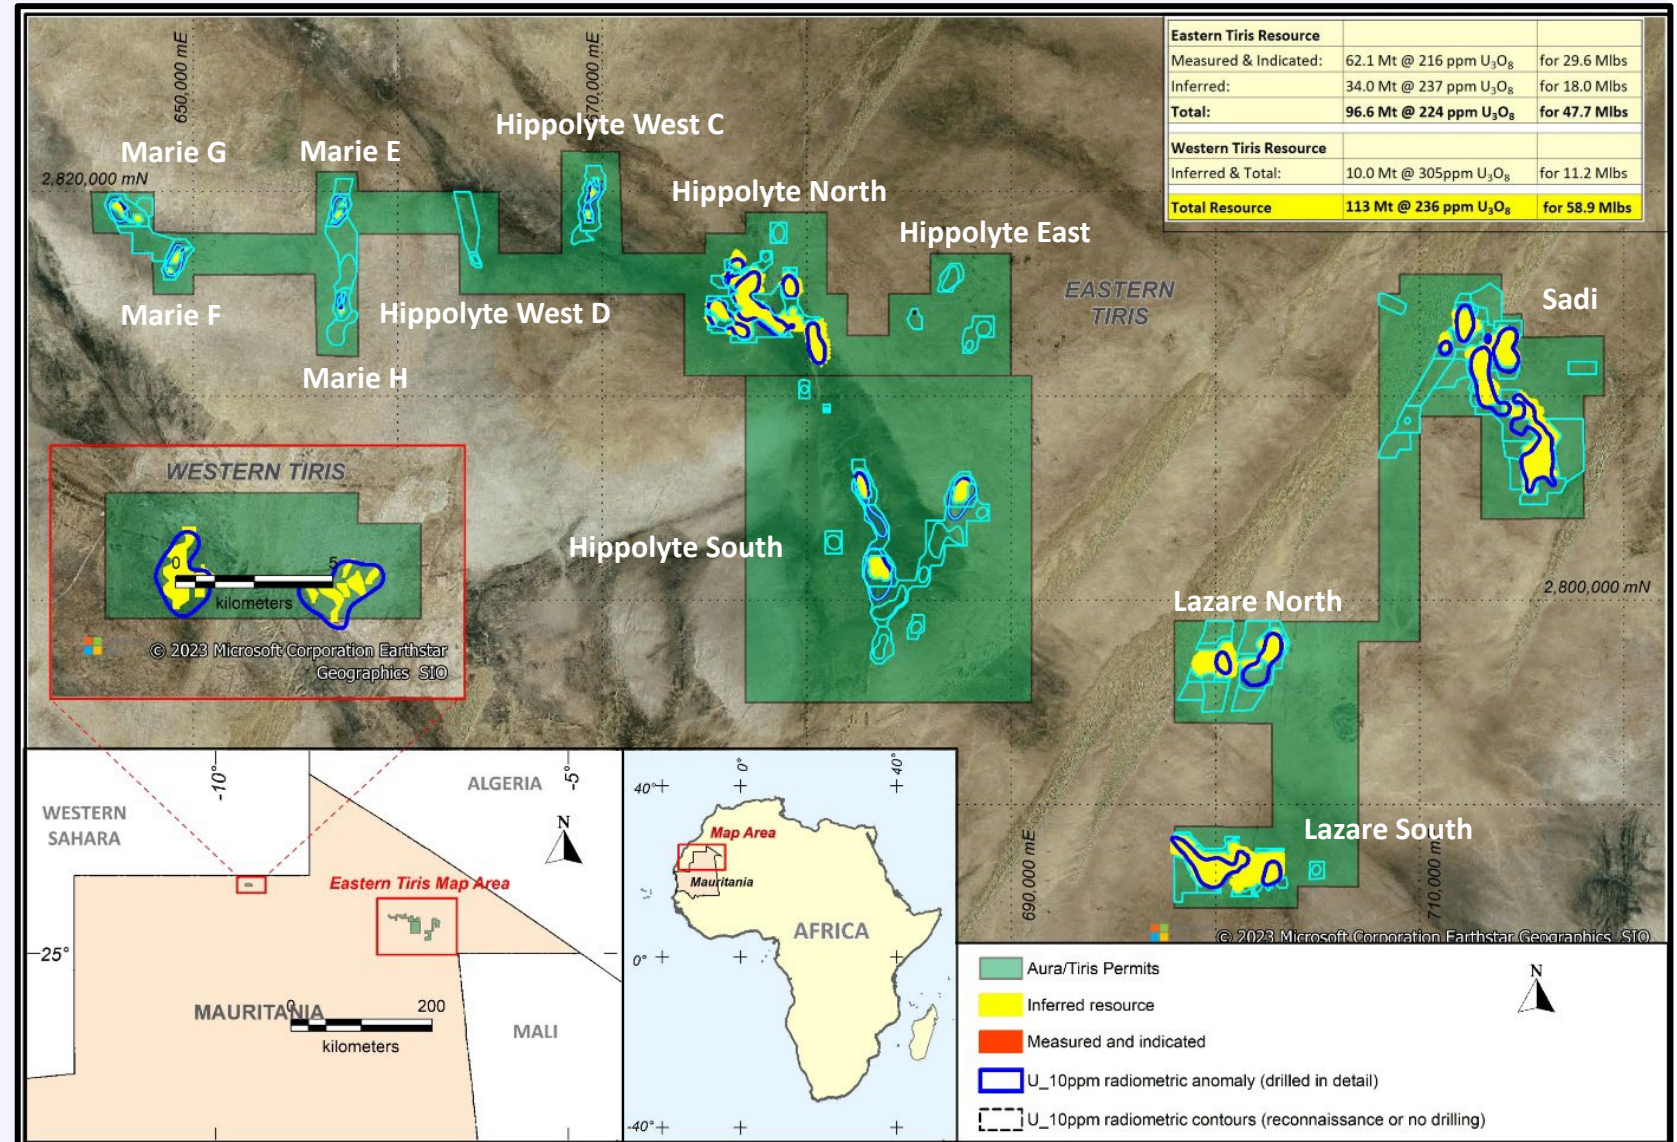 Eastern Tiris Resource
Measured & Indicated: 62.1 Mt @ 216 ppm U₃O₈ for 29.6 Mlbs
Inferred: 34.0 Mt @ 237 ppm U₃O₈ for 18.0 Mlbs
Total: 96.6 Mt @ 224 ppm U₃O₈ for 47.7 Mlbs
Western Tiris Resource
Inferred & Total: 10.0 Mt @ 305ppm U₃O₈ for 11.2 Mlbs
Total Resource 113 Mt @ 236 ppm U₃O₈ for 58.9 Mlbs
650,000 mE
670,000 mE
Hippolyte West C
Marie G
Marie E
2,820,000 mN
Hippolyte North
Hippolyte East
EASTERN
TIRIS
Sadi
Marie F
Hippolyte West D
Marie H
WESTERN TIRIS
0 5
kilometers
© 2023 Microsoft Corporation Earthstar
Geographics SIO
Hippolyte South
2,800,000 mN
Lazare North
Lazare South
690,000 mE
710,000 mE
© 2023 Microsoft Corporation Earthstar Geographics SIO
-10°
-5°
ALGERIA
WESTERN
SAHARA
N
Eastern Tiris Map Area
25°
MAURITANIA
0 200
kilometers
MALI
0°
40°
40°
Map Area
Mauritania
AFRICA
0°
-40°
Aura/Tiris Permits
N
Inferred resource
Measured and indicated
U_10ppm radiometric anomaly (drilled in detail)
U_10ppm radiometric contours (reconnaissance or no drilling)